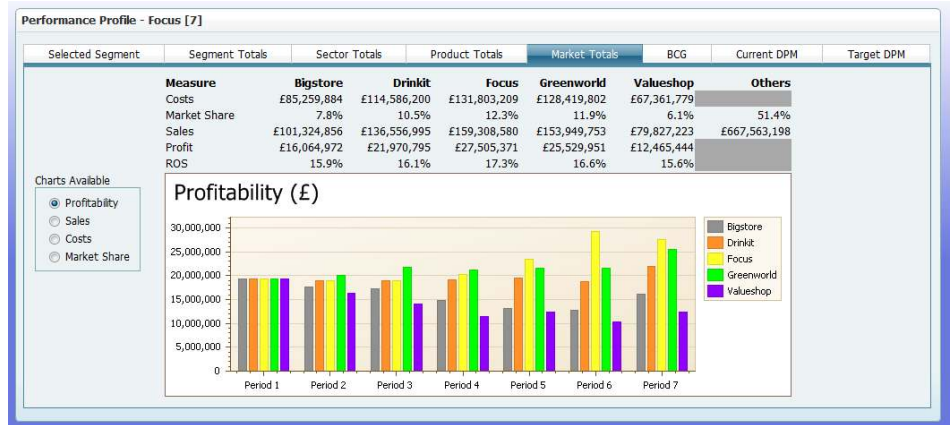 Performance Profile - Focus [7]
Selected Segment Segment Totals Sector Totals Product Totals Market Totals BCG Current DPM Target DPM
Measure Bigstore Drinkit Focus Greenworld Valueshop Others
Costs £85,259,884 £114,586,200 £131,803,209 £128,419,802 £67,361,779
Market Share 7.8% 10.5% 12.3% 11.9% 6.1% 51.4%
Sales £101,324,856 £136,556,995 £159,308,580 £153,949,753 £79,827,223 £667,563,198
Profit £16,064,972 £21,970,795 £27,505,371 £25,529,951 £12,465,444
ROS 15.9% 16.1% 17.3% 16.6% 15.6%
Charts Available
Profitability
Sales
Costs
Market Share
Profitability (£)
30,000,000
25,000,000
20,000,000
15,000,000
10,000,000
5,000,000
0
Period 1 Period 2 Period 3 Period 4 Period 5 Period 6 Period 7
Bigstore
Drinkit
Focus
Greenworld
Valueshop